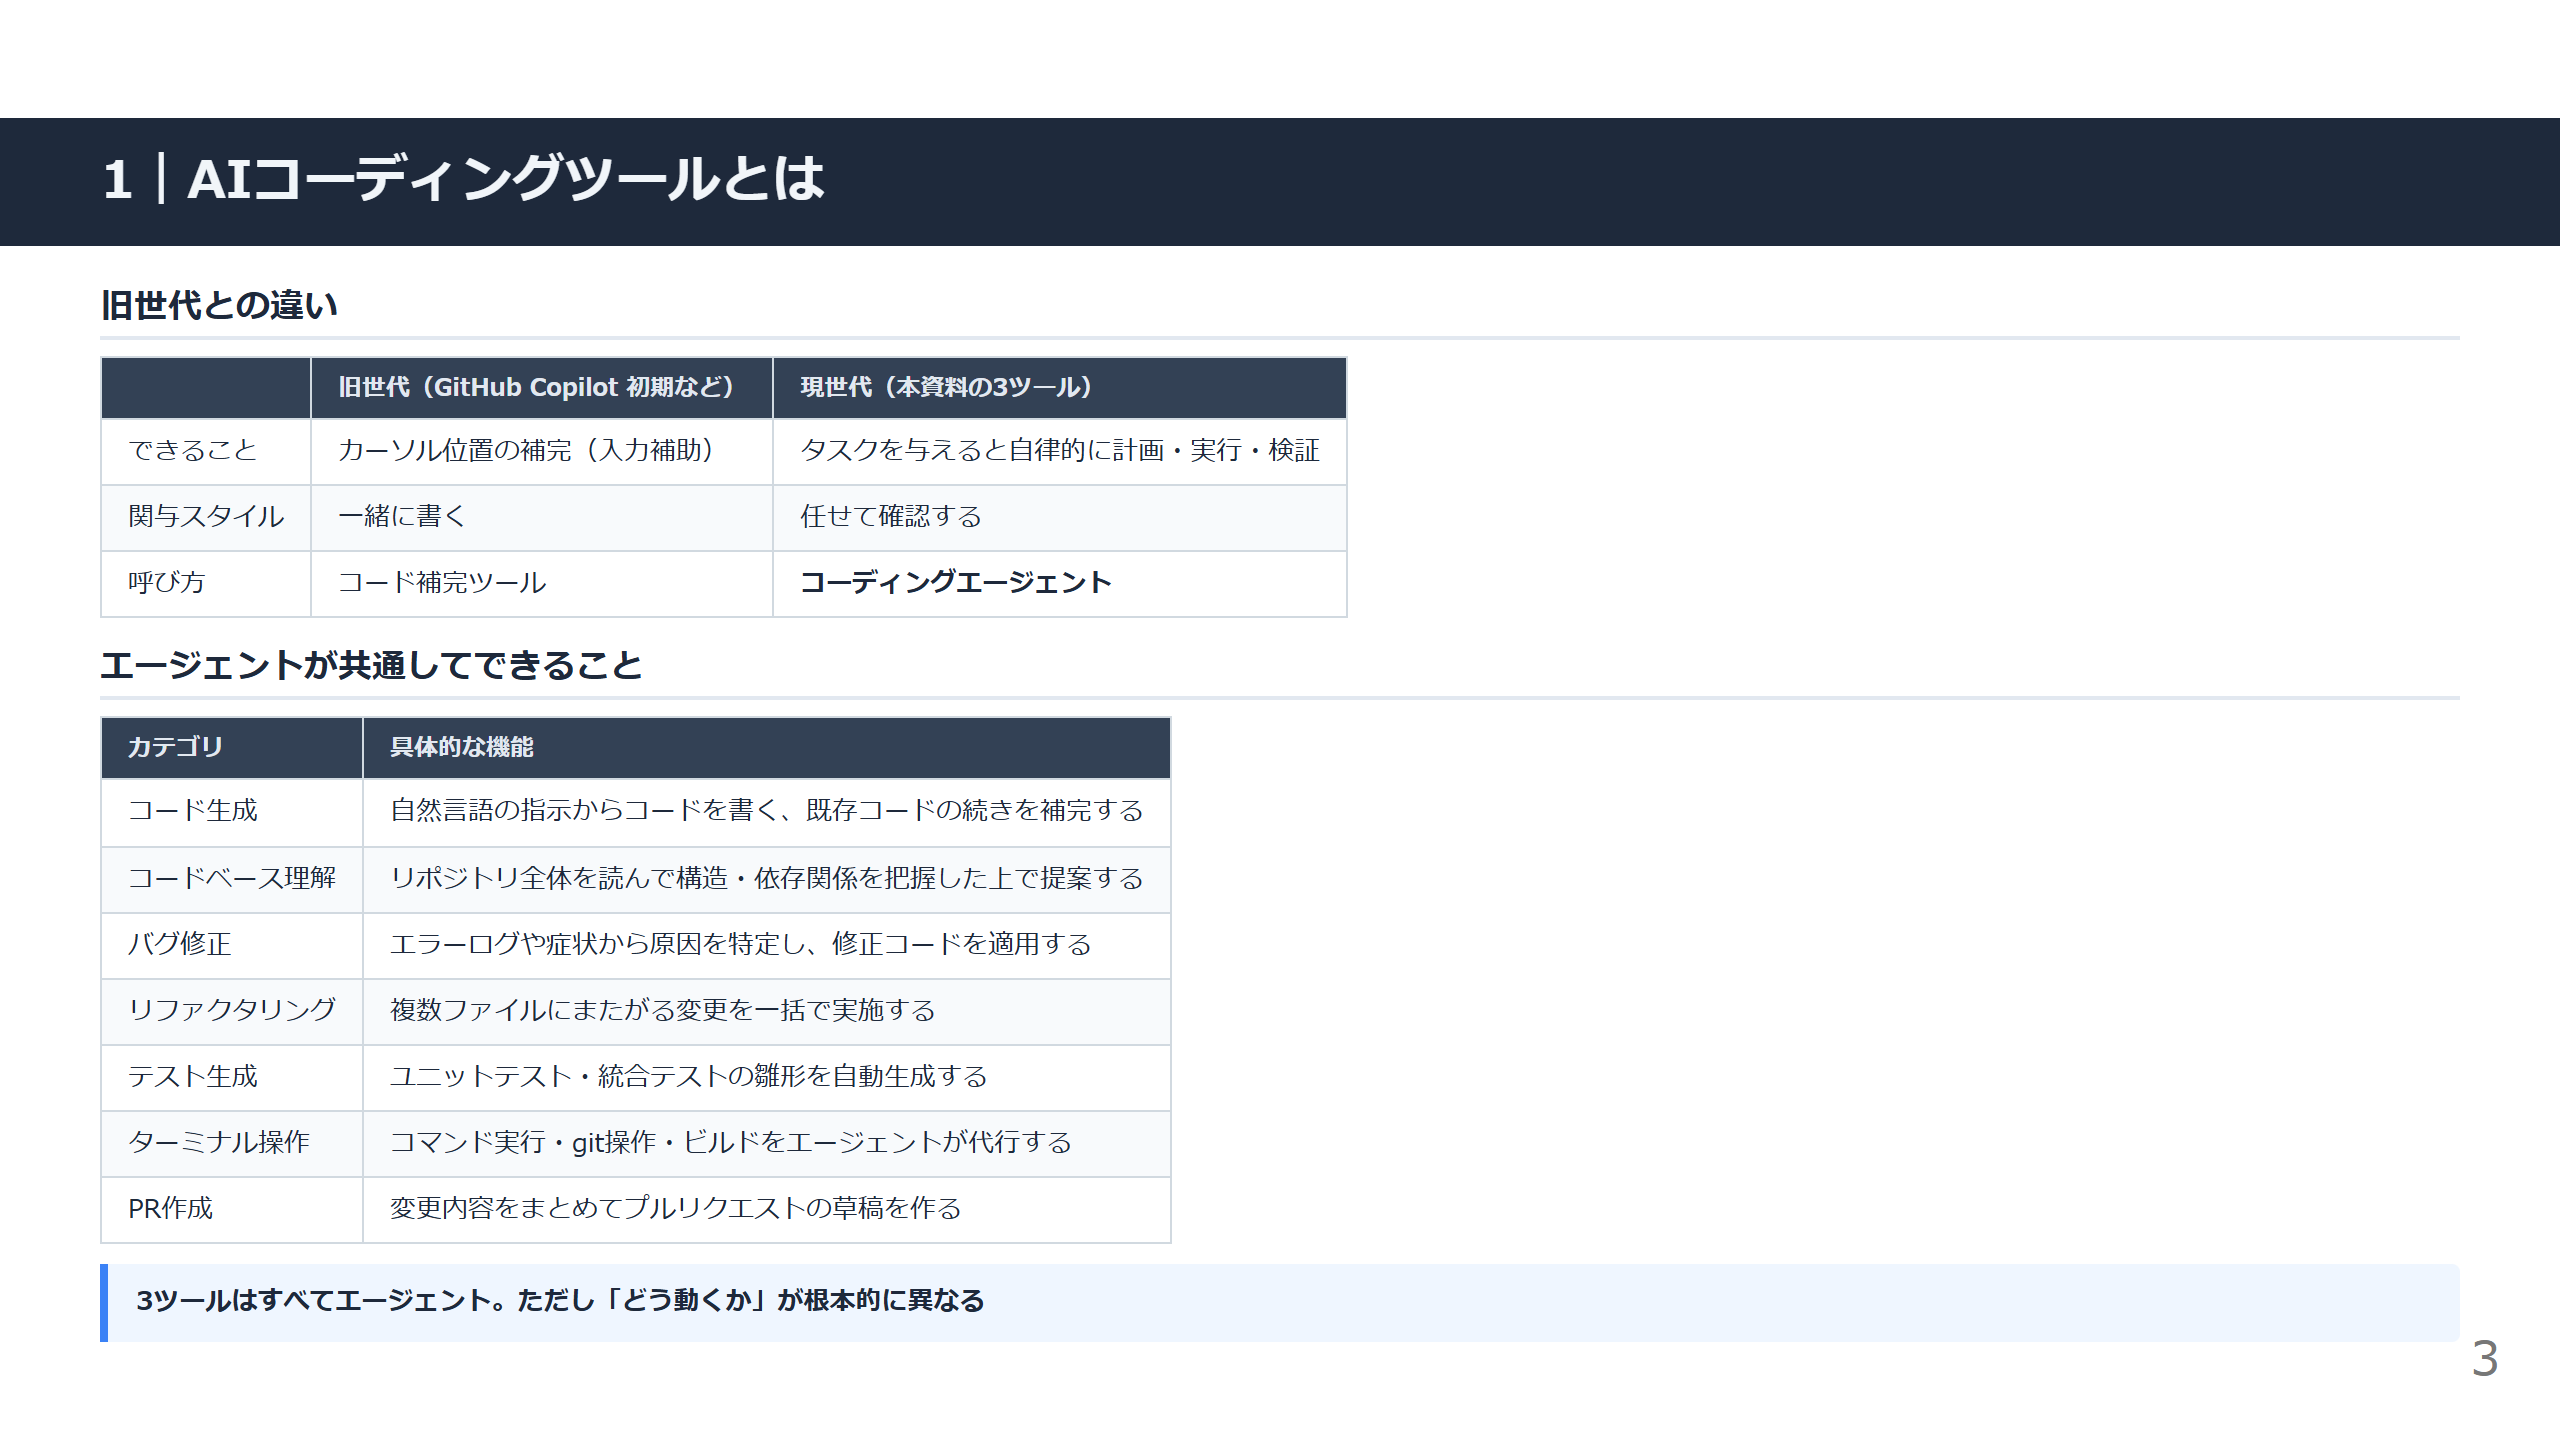 1｜AIコーディングツールとは
旧世代との違い
旧世代（GitHub Copilot 初期など） 現世代（本資料の3ツール）
できること カーソル位置の補完（入力補助） タスクを与えると自律的に計画・実行・検証
関与スタイル 一緒に書く 任せて確認する
呼び方 コード補完ツール コーディングエージェント
エージェントが共通してできること
カテゴリ 具体的な機能
コード生成 自然言語の指示からコードを書く、既存コードの続きを補完する
コードベース理解 リポジトリ全体を読んで構造・依存関係を把握した上で提案する
バグ修正 エラーログや症状から原因を特定し、修正コードを適用する
リファクタリング 複数ファイルにまたがる変更を一括で実施する
テスト生成 ユニットテスト・統合テストの雛形を自動生成する
ターミナル操作 コマンド実行・git操作・ビルドをエージェントが代行する
PR作成 変更内容をまとめてプルリクエストの草稿を作る
3ツールはすべてエージェント。ただし「どう動くか」が根本的に異なる
3